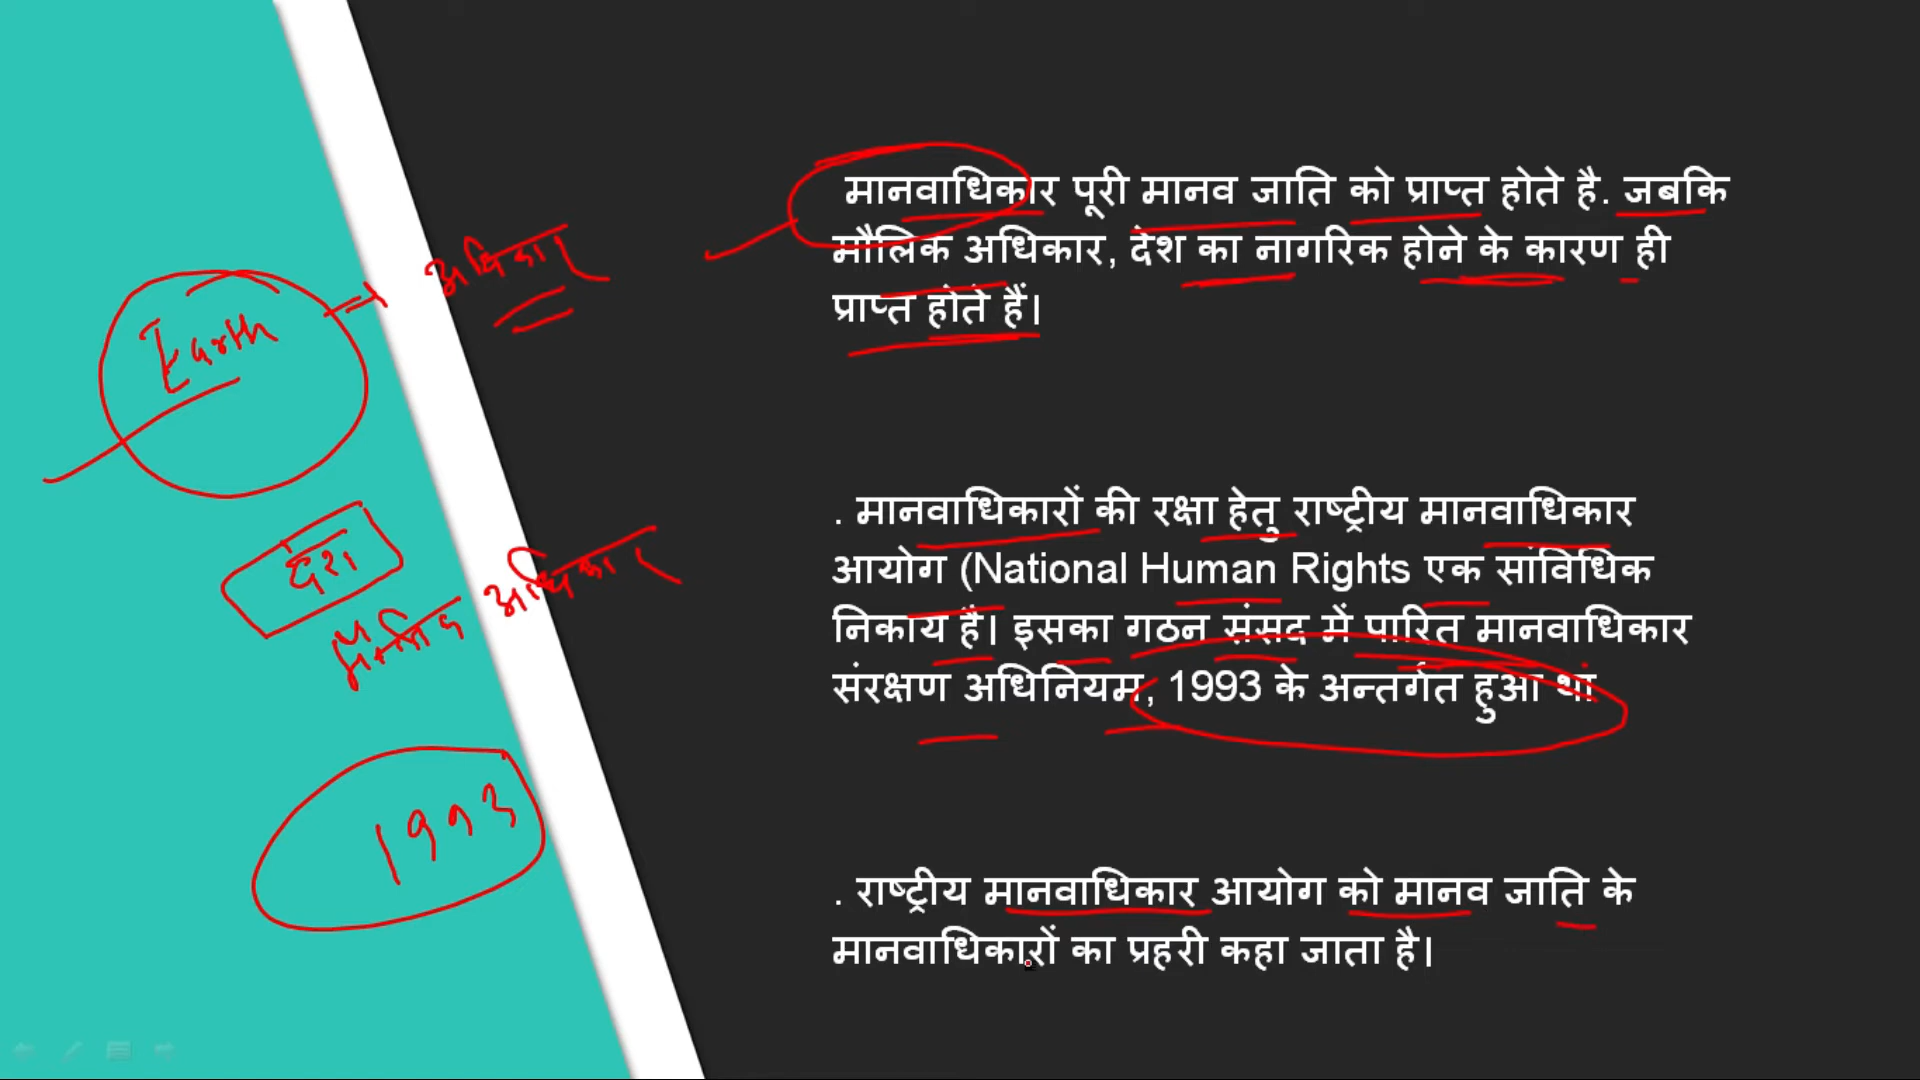 मानवाधिकार पूरी मानव जाति को प्राप्त होते है. जबकि
मौलिक अधिकार, देश का नागरिक होने के कारण ही
प्राप्त होते हैं।
. मानवाधिकारों की रक्षा हेतु राष्ट्रीय मानवाधिकार
आयोग (National Human Rights एक सांविधिक
निकाय है। इसका गठन संसद में पारित मानवाधिकार
संरक्षण अधिनियम, 1993 के अन्तर्गत हुआ था
. राष्ट्रीय मानवाधिकार आयोग को मानव जाति के
मानवाधिकारों का प्रहरी कहा जाता है।
Earth
अधिकार
देश
मौलिक अधिकार
1993